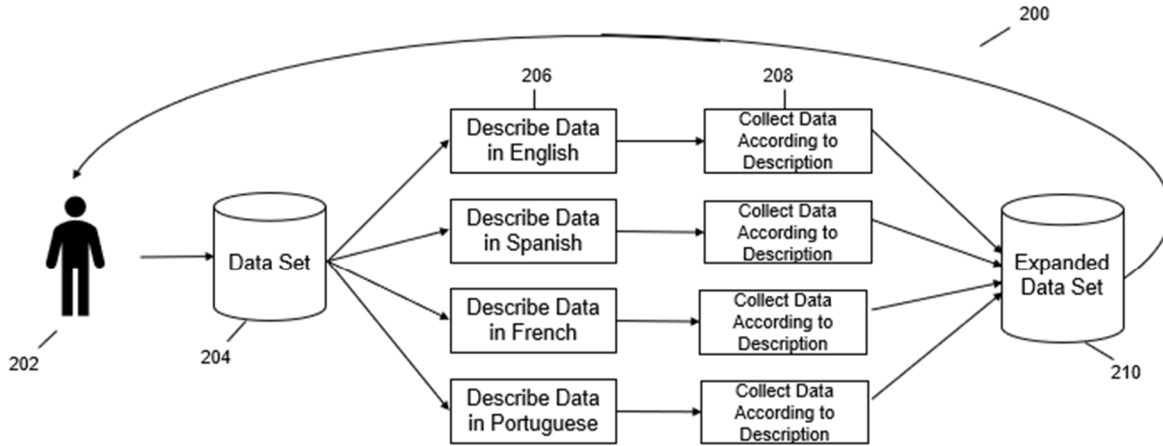 200
206
208
Describe Data
in English
Collect Data
According to
Description
Describe Data
in Spanish
Collect Data
According to
Description
Data Set
Expanded
Data Set
Describe Data
in French
Collect Data
According to
Description
202
204
210
Describe Data
in Portuguese
Collect Data
According to
Description